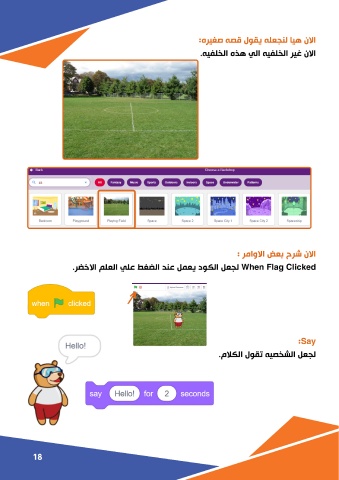 الان هيا لنجعله يقول قصه صغيره:
الان غير الخلفيه الي هذه الخلفيه.
Back
Choose a Backdrop
All Fantasy Music Sports Outdoors Indoors Space Underwater Patterns
Bedroom Playground Playing Field Space Space 2 Space City 1 Space City 2
الان شرح بعض الاوامر :
When Flag Clicked لجعل الكود يعمل عند الضغط علي العلم الاخضر.
when clicked
Say:
لجعل الشخصيه تقول الكلام.
Hello!
say Hello! for 2 seconds
18